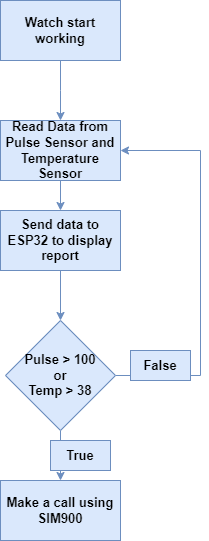 Watch start
working
Read Data from
Pulse Sensor and
Temperature
Sensor
Send data to
ESP32 to display
report
Pulse > 100
or
Temp > 38
False
True
Make a call using
SIM900